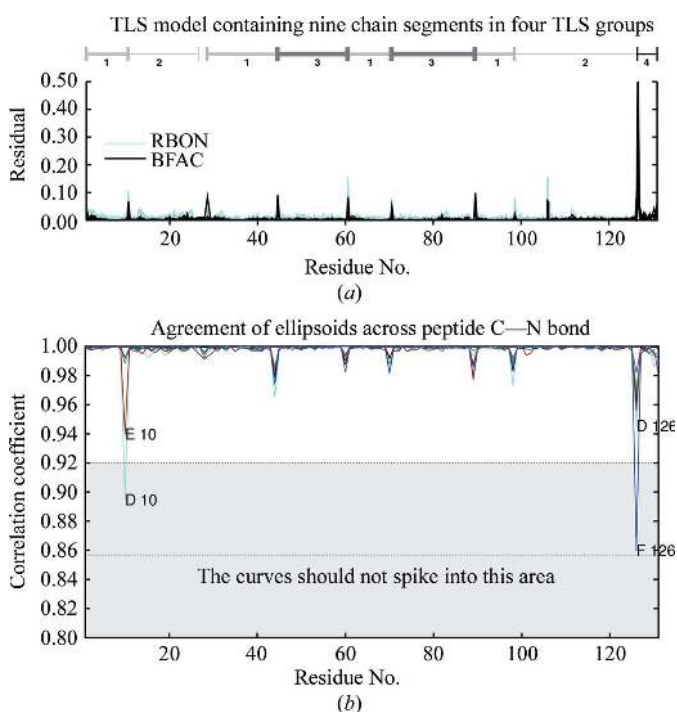 TLS model containing nine chain segments in four TLS groups
1 2 1 3 1 3 1 2 4
0.50
0.40
0.30
0.20
0.10
0.00
Residual
RBON
BFAC
20 40 60 80 100 120
Residue No.
(a)
Agreement of ellipsoids across peptide C—N bond
1.00
0.98
0.96
0.94
0.92
0.90
0.88
0.86
0.84
0.82
0.80
Correlation coefficient
E 10
D 126
D 10
F 126
The curves should not spike into this area
20 40 60 80 100 120
Residue No.
(b)